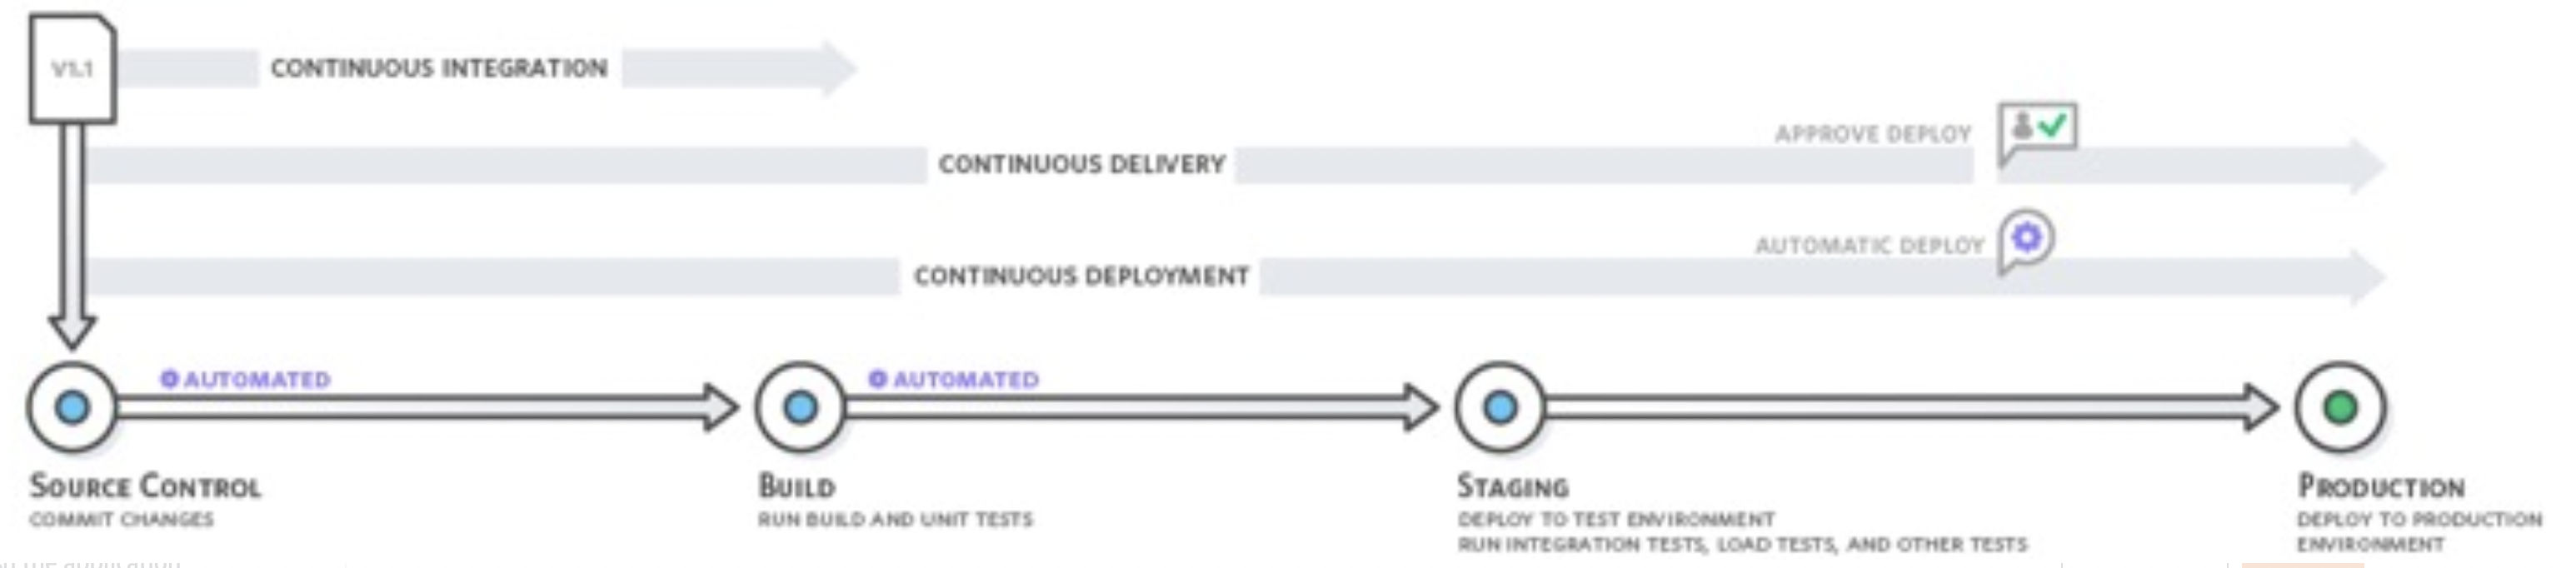 V1.1
CONTINUOUS INTEGRATION
APPROVE DEPLOY
CONTINUOUS DELIVERY
AUTOMATIC DEPLOY
CONTINUOUS DEPLOYMENT
AUTOMATED
AUTOMATED
SOURCE CONTROL
COMMIT CHANGES
BUILD
RUN BUILD AND UNIT TESTS
STAGING
DEPLOY TO TEST ENVIRONMENT
RUN INTEGRATION TESTS, LOAD TESTS, AND OTHER TESTS
PRODUCTION
DEPLOY TO PRODUCTION
ENVIRONMENT